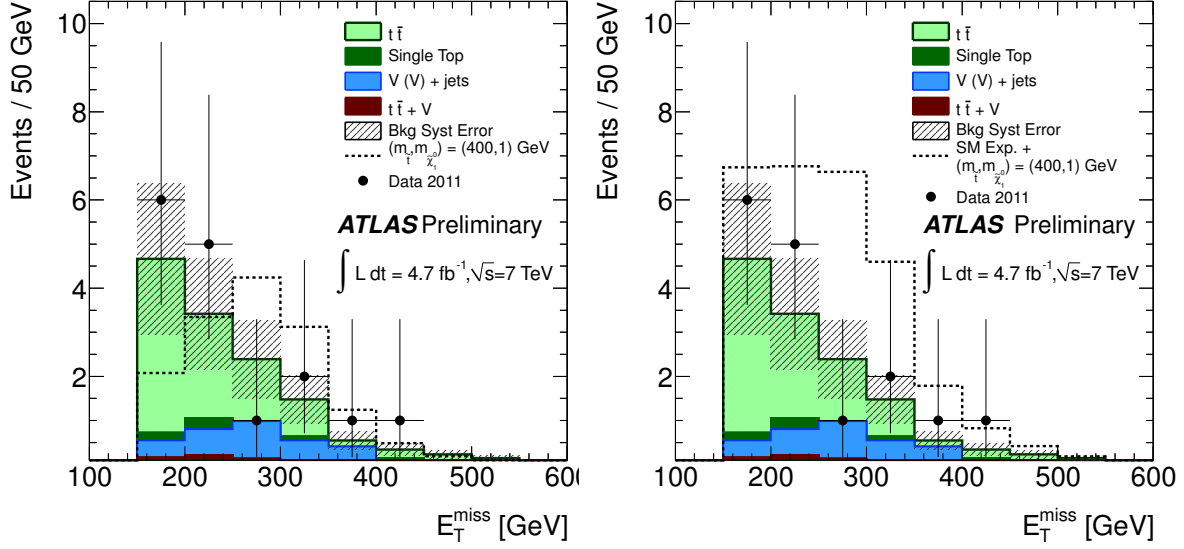 Events / 50 GeV
10
8
6
4
2
t t̄
Single Top
V (V) + jets
t t̄ + V
Bkg Syst Error
(m_t̃, m_χ̃₁⁰) = (400,1) GeV
Data 2011
ATLAS Preliminary
∫ L dt = 4.7 fb⁻¹,√s=7 TeV
100 200 300 400 500 600
E_T^miss [GeV]
Events / 50 GeV
10
8
6
4
2
t t̄
Single Top
V (V) + jets
t t̄ + V
Bkg Syst Error
SM Exp. +
(m_t̃, m_χ̃₁⁰) = (400,1) GeV
Data 2011
ATLAS Preliminary
∫ L dt = 4.7 fb⁻¹,√s=7 TeV
100 200 300 400 500 600
E_T^miss [GeV]